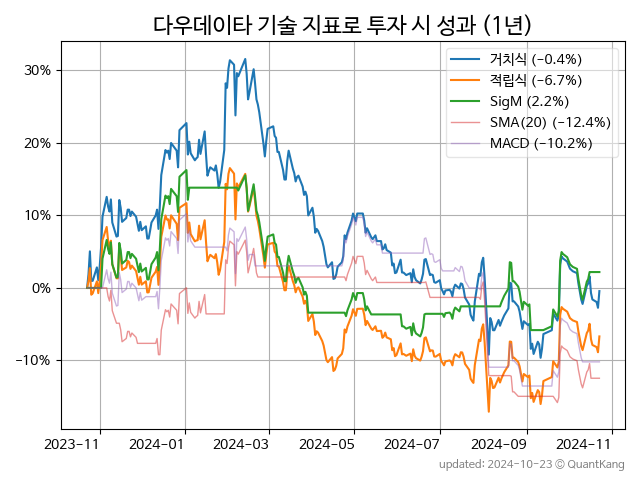 다우데이타 기술 지표로 투자 시 성과 (1년)
거치식 (−0.4%)
적립식 (−6.7%)
SigM (2.2%)
SMA(20) (−12.4%)
MACD (−10.2%)
30%
20%
10%
0%
−10%
2023-11 2024-01 2024-03 2024-05 2024-07 2024-09 2024-11
updated: 2024-10-23 ⓒ QuantKang